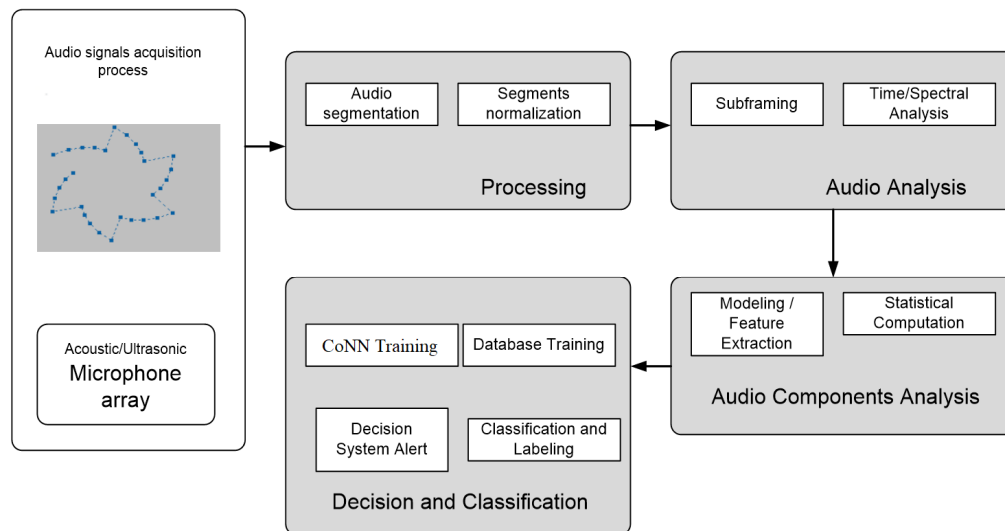 Audio signals acquisition
process
Acoustic/Ultrasonic
Microphone
array
Audio
segmentation
Segments
normalization
Processing
Subframing
Time/Spectral
Analysis
Audio Analysis
Modeling /
Feature
Extraction
Statistical
Computation
Audio Components Analysis
CoNN Training
Database Training
Decision
System Alert
Classification and
Labeling
Decision and Classification